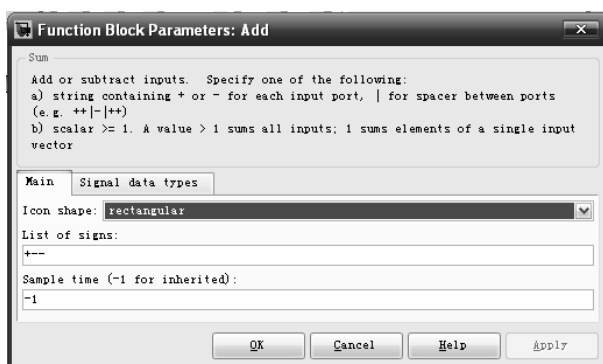 Function Block Parameters: Add
Sum
Add or subtract inputs. Specify one of the following:
a) string containing + or - for each input port, | for spacer between ports
(e.g. ++|-|++)
b) scalar >= 1. A value > 1 sums all inputs; 1 sums elements of a single input
vector
Main Signal data types
Icon shape: rectangular
List of signs:
+--
Sample time (-1 for inherited):
-1
OK Cancel Help Apply